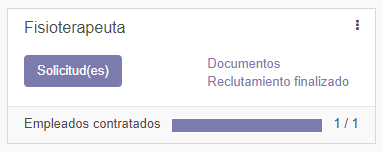 Fisioterapeuta
Solicitud(es)
Documentos
Reclutamiento finalizado
Empleados contratados 1 / 1